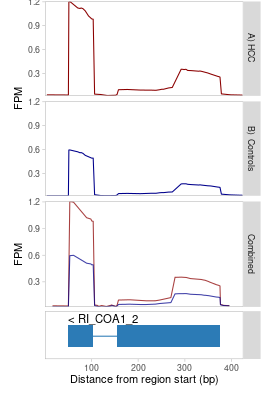 1.2
0.9
0.6
0.3
FPM
A) HCC
1.2
0.9
0.6
0.3
B) Controls
1.2
0.9
0.6
0.3
FPM
Combined
< RI_COA1_2
100 200 300 400
Distance from region start (bp)